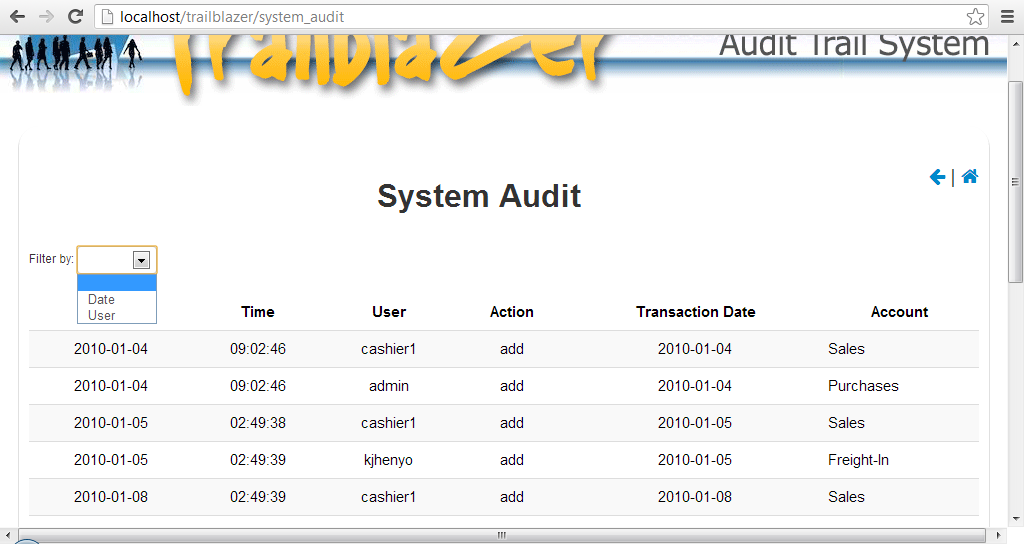 localhost/trailblazer/system_audit
Trailblazer Audit Trail System
System Audit
|
Filter by:
Date
User
Time User Action Transaction Date Account
2010-01-04 09:02:46 cashier1 add 2010-01-04 Sales
2010-01-04 09:02:46 admin add 2010-01-04 Purchases
2010-01-05 02:49:38 cashier1 add 2010-01-05 Sales
2010-01-05 02:49:39 kjhenyo add 2010-01-05 Freight-In
2010-01-08 02:49:39 cashier1 add 2010-01-08 Sales